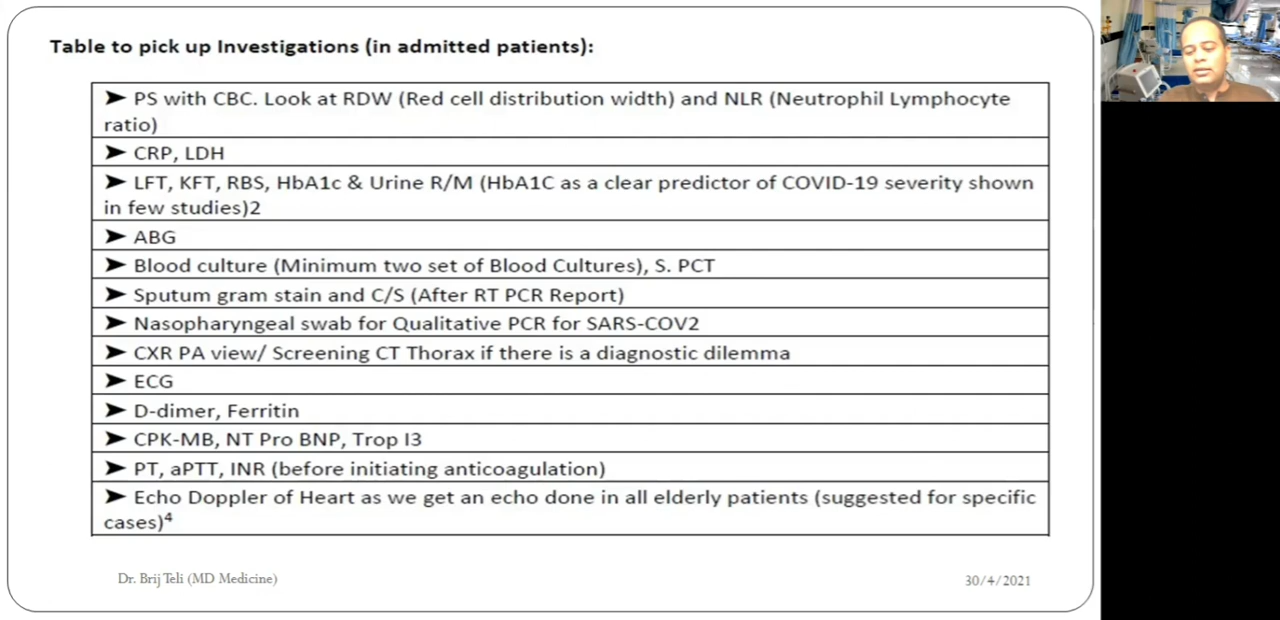 Table to pick up Investigations (in admitted patients):
➤ PS with CBC. Look at RDW (Red cell distribution width) and NLR (Neutrophil Lymphocyte
ratio)
➤ CRP, LDH
➤ LFT, KFT, RBS, HbA1c & Urine R/M (HbA1C as a clear predictor of COVID-19 severity shown
in few studies)2
➤ ABG
➤ Blood culture (Minimum two set of Blood Cultures), S. PCT
➤ Sputum gram stain and C/S (After RT PCR Report)
➤ Nasopharyngeal swab for Qualitative PCR for SARS-COV2
➤ CXR PA view/ Screening CT Thorax if there is a diagnostic dilemma
➤ ECG
➤ D-dimer, Ferritin
➤ CPK-MB, NT Pro BNP, Trop I3
➤ PT, aPTT, INR (before initiating anticoagulation)
➤ Echo Doppler of Heart as we get an echo done in all elderly patients (suggested for specific
cases)⁴
Dr. Brij Teli (MD Medicine)
30/4/2021